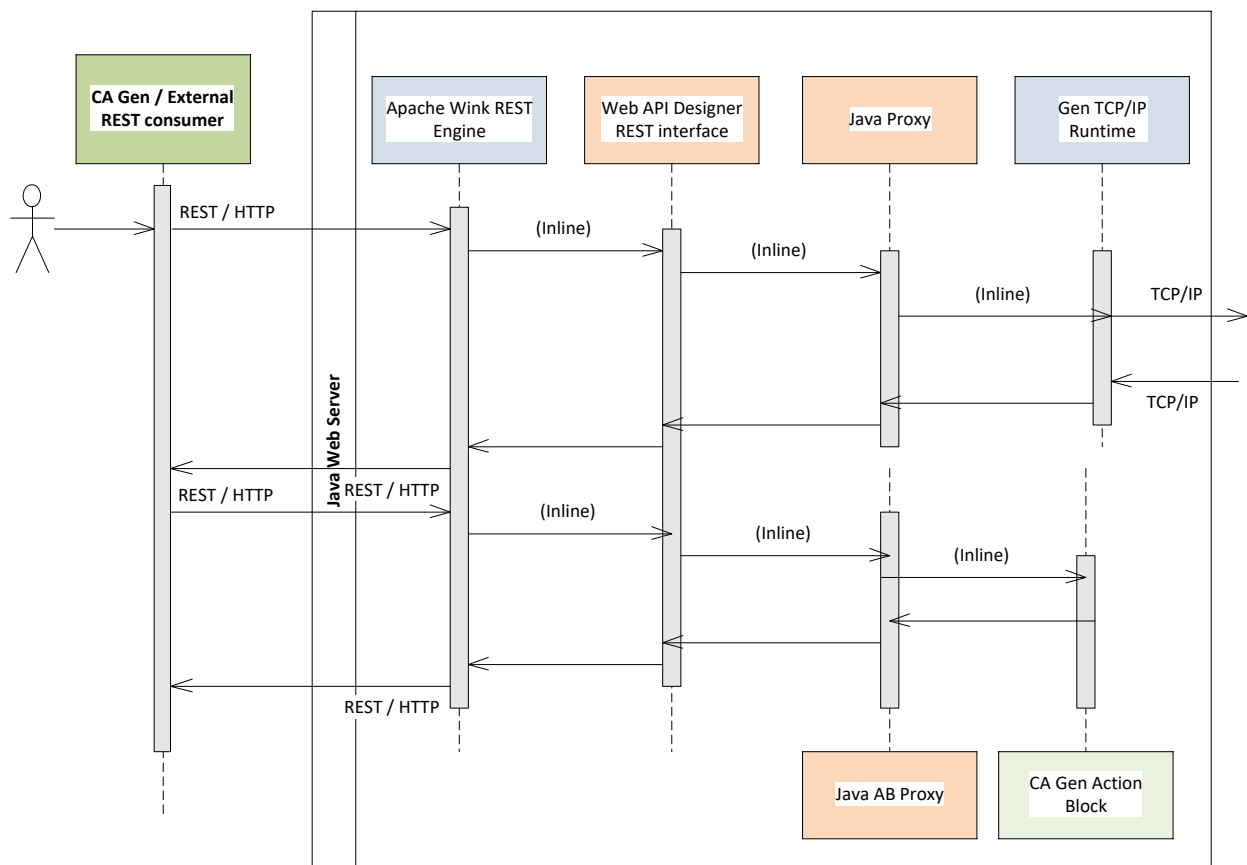 CA Gen / External
REST consumer
Apache Wink REST
Engine
Web API Designer
REST interface
Java Proxy
Gen TCP/IP
Runtime
REST / HTTP
(Inline)
(Inline)
(Inline)
TCP/IP
TCP/IP
Java Web Server
REST / HTTP
REST / HTTP
(Inline)
(Inline)
(Inline)
REST / HTTP
Java AB Proxy
CA Gen Action
Block